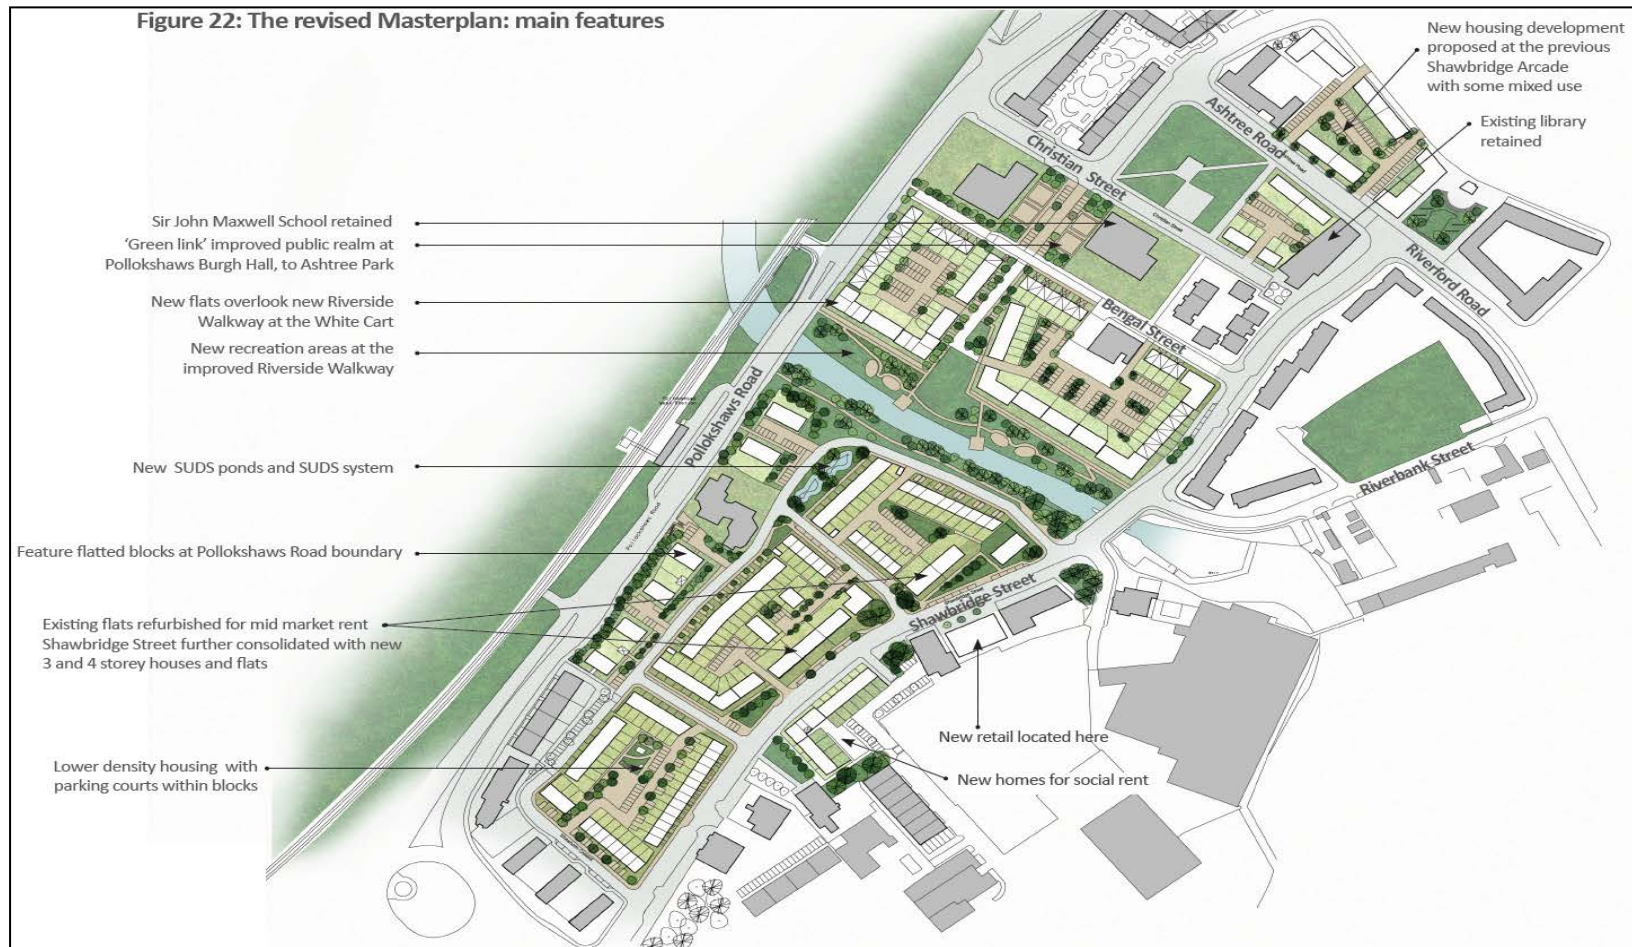 Figure 22: The revised Masterplan: main features
New housing development
proposed at the previous
Shawbridge Arcade
with some mixed use
Existing library
retained
Ashtree Road
Christian Street
Christian Street
Sir John Maxwell School retained
‘Green link’ improved public realm at
Pollokshaws Burgh Hall, to Ashtree Park
Riverford Road
New flats overlook new Riverside
Walkway at the White Cart
Bengal Street
New recreation areas at the
improved Riverside Walkway
Pollokshaws Road
New SUDS ponds and SUDS system
Riverbank Street
Pollokshaws Road
Feature flatted blocks at Pollokshaws Road boundary
Shawbridge Street
Existing flats refurbished for mid market rent
Shawbridge Street further consolidated with new
3 and 4 storey houses and flats
New retail located here
Lower density housing with
parking courts within blocks
New homes for social rent